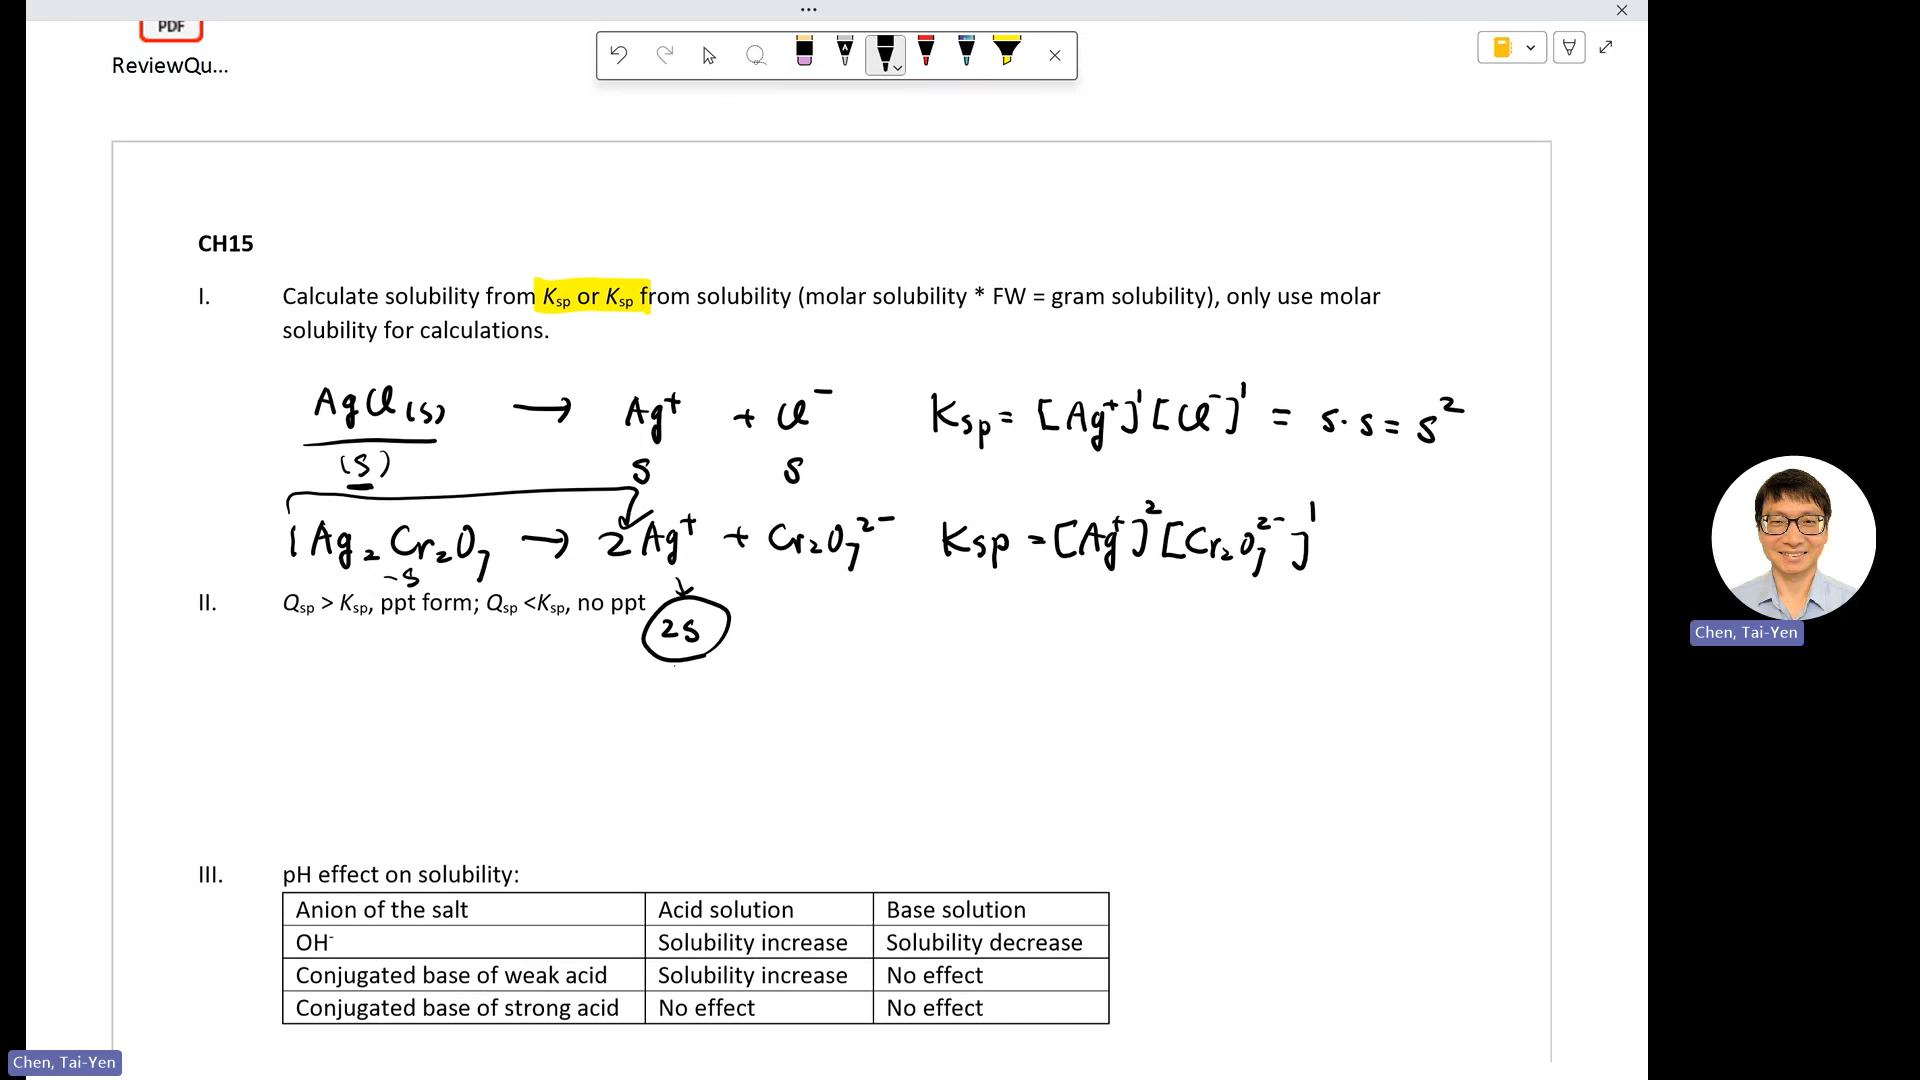 PDF
ReviewQu...
CH15
I. Calculate solubility from Ksp or Ksp from solubility (molar solubility * FW = gram solubility), only use molar
solubility for calculations.
AgCl(s) → Ag⁺ + Cl⁻ Ksp = [Ag⁺]¹[Cl⁻]¹ = s·s = s²
(s) s s
1Ag₂Cr₂O₇ → 2Ag⁺ + Cr₂O₇²⁻ Ksp = [Ag⁺]²[Cr₂O₇²⁻]¹
-s
II. Qsp > Ksp, ppt form; Qsp <Ksp, no ppt
2s
III. pH effect on solubility:
Anion of the salt Acid solution Base solution
OH⁻ Solubility increase Solubility decrease
Conjugated base of weak acid Solubility increase No effect
Conjugated base of strong acid No effect No effect
Chen, Tai-Yen
Chen, Tai-Yen